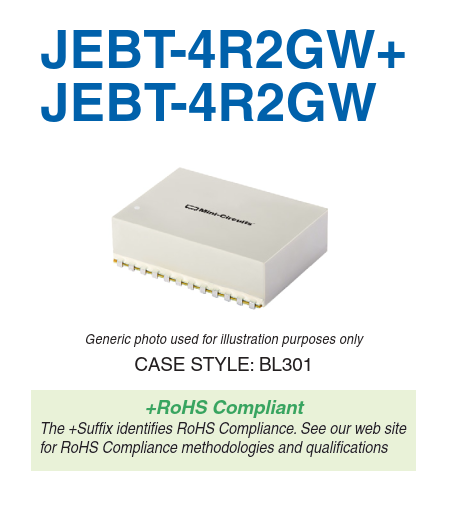 JEBT-4R2GW+
JEBT-4R2GW
Mini-Circuits
Generic photo used for illustration purposes only
CASE STYLE: BL301
+RoHS Compliant
The +Suffix identifies RoHS Compliance. See our web site
for RoHS Compliance methodologies and qualifications